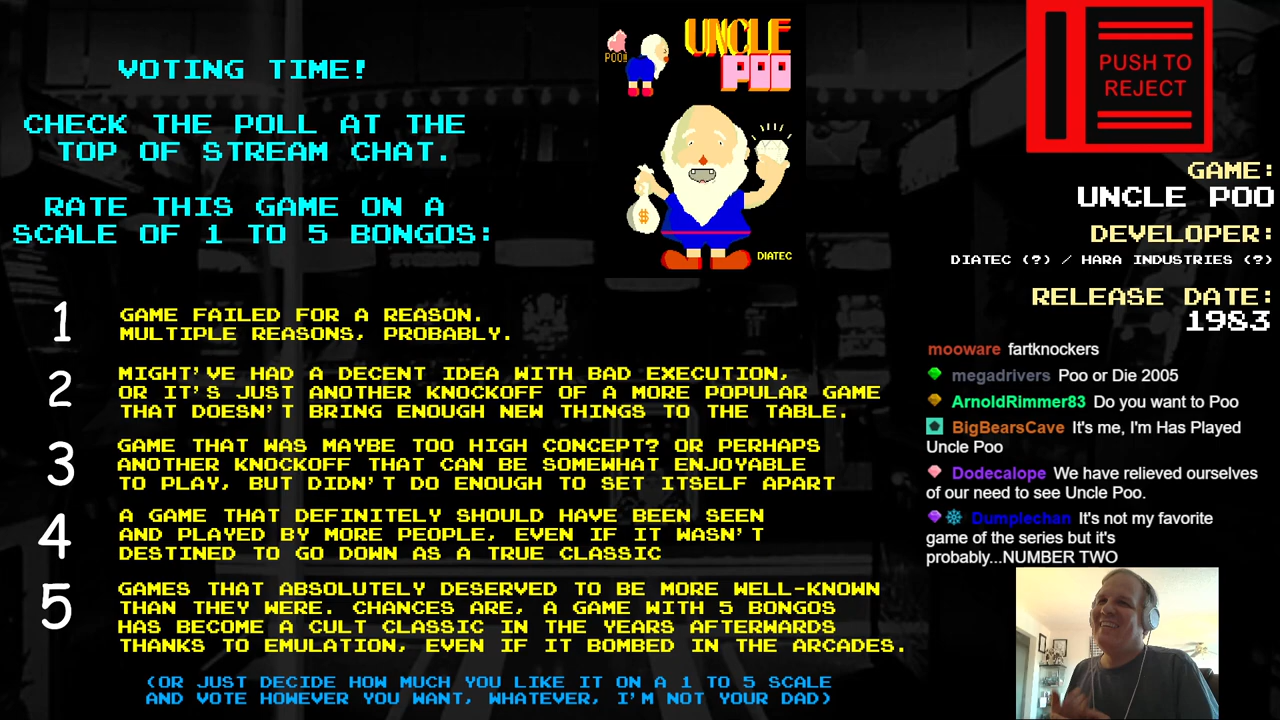 VOTING TIME!
CHECK THE POLL AT THE
TOP OF STREAM CHAT.
RATE THIS GAME ON A
SCALE OF 1 TO 5 BONGOS:
1
GAME FAILED FOR A REASON.
MULTIPLE REASONS, PROBABLY.
2
MIGHT'VE HAD A DECENT IDEA WITH BAD EXECUTION,
OR IT'S JUST ANOTHER KNOCKOFF OF A MORE POPULAR GAME
THAT DOESN'T BRING ENOUGH NEW THINGS TO THE TABLE.
3
GAME THAT WAS MAYBE TOO HIGH CONCEPT? OR PERHAPS
ANOTHER KNOCKOFF THAT CAN BE SOMEWHAT ENJOYABLE
TO PLAY, BUT DIDN'T DO ENOUGH TO SET ITSELF APART
4
A GAME THAT DEFINITELY SHOULD HAVE BEEN SEEN
AND PLAYED BY MORE PEOPLE, EVEN IF IT WASN'T
DESTINED TO GO DOWN AS A TRUE CLASSIC
5
GAMES THAT ABSOLUTELY DESERVED TO BE MORE WELL-KNOWN
THAN THEY WERE. CHANCES ARE, A GAME WITH 5 BONGOS
HAS BECOME A CULT CLASSIC IN THE YEARS AFTERWARDS
THANKS TO EMULATION, EVEN IF IT BOMBED IN THE ARCADES.
(OR JUST DECIDE HOW MUCH YOU LIKE IT ON A 1 TO 5 SCALE
AND VOTE HOWEVER YOU WANT, WHATEVER, I'M NOT YOUR DAD)
UNCLE
POO
POO!!
$
DIATEC
PUSH TO
REJECT
GAME:
UNCLE POO
DEVELOPER:
DIATEC (?) / HARA INDUSTRIES (?)
RELEASE DATE:
1983
mooware fartknockers
megadrivers Poo or Die 2005
ArnoldRimmer83 Do you want to Poo
BigBearsCave It's me, I'm Has Played
Uncle Poo
Dodecalope We have relieved ourselves
of our need to see Uncle Poo.
Dumplechan It's not my favorite
game of the series but it's
probably...NUMBER TWO